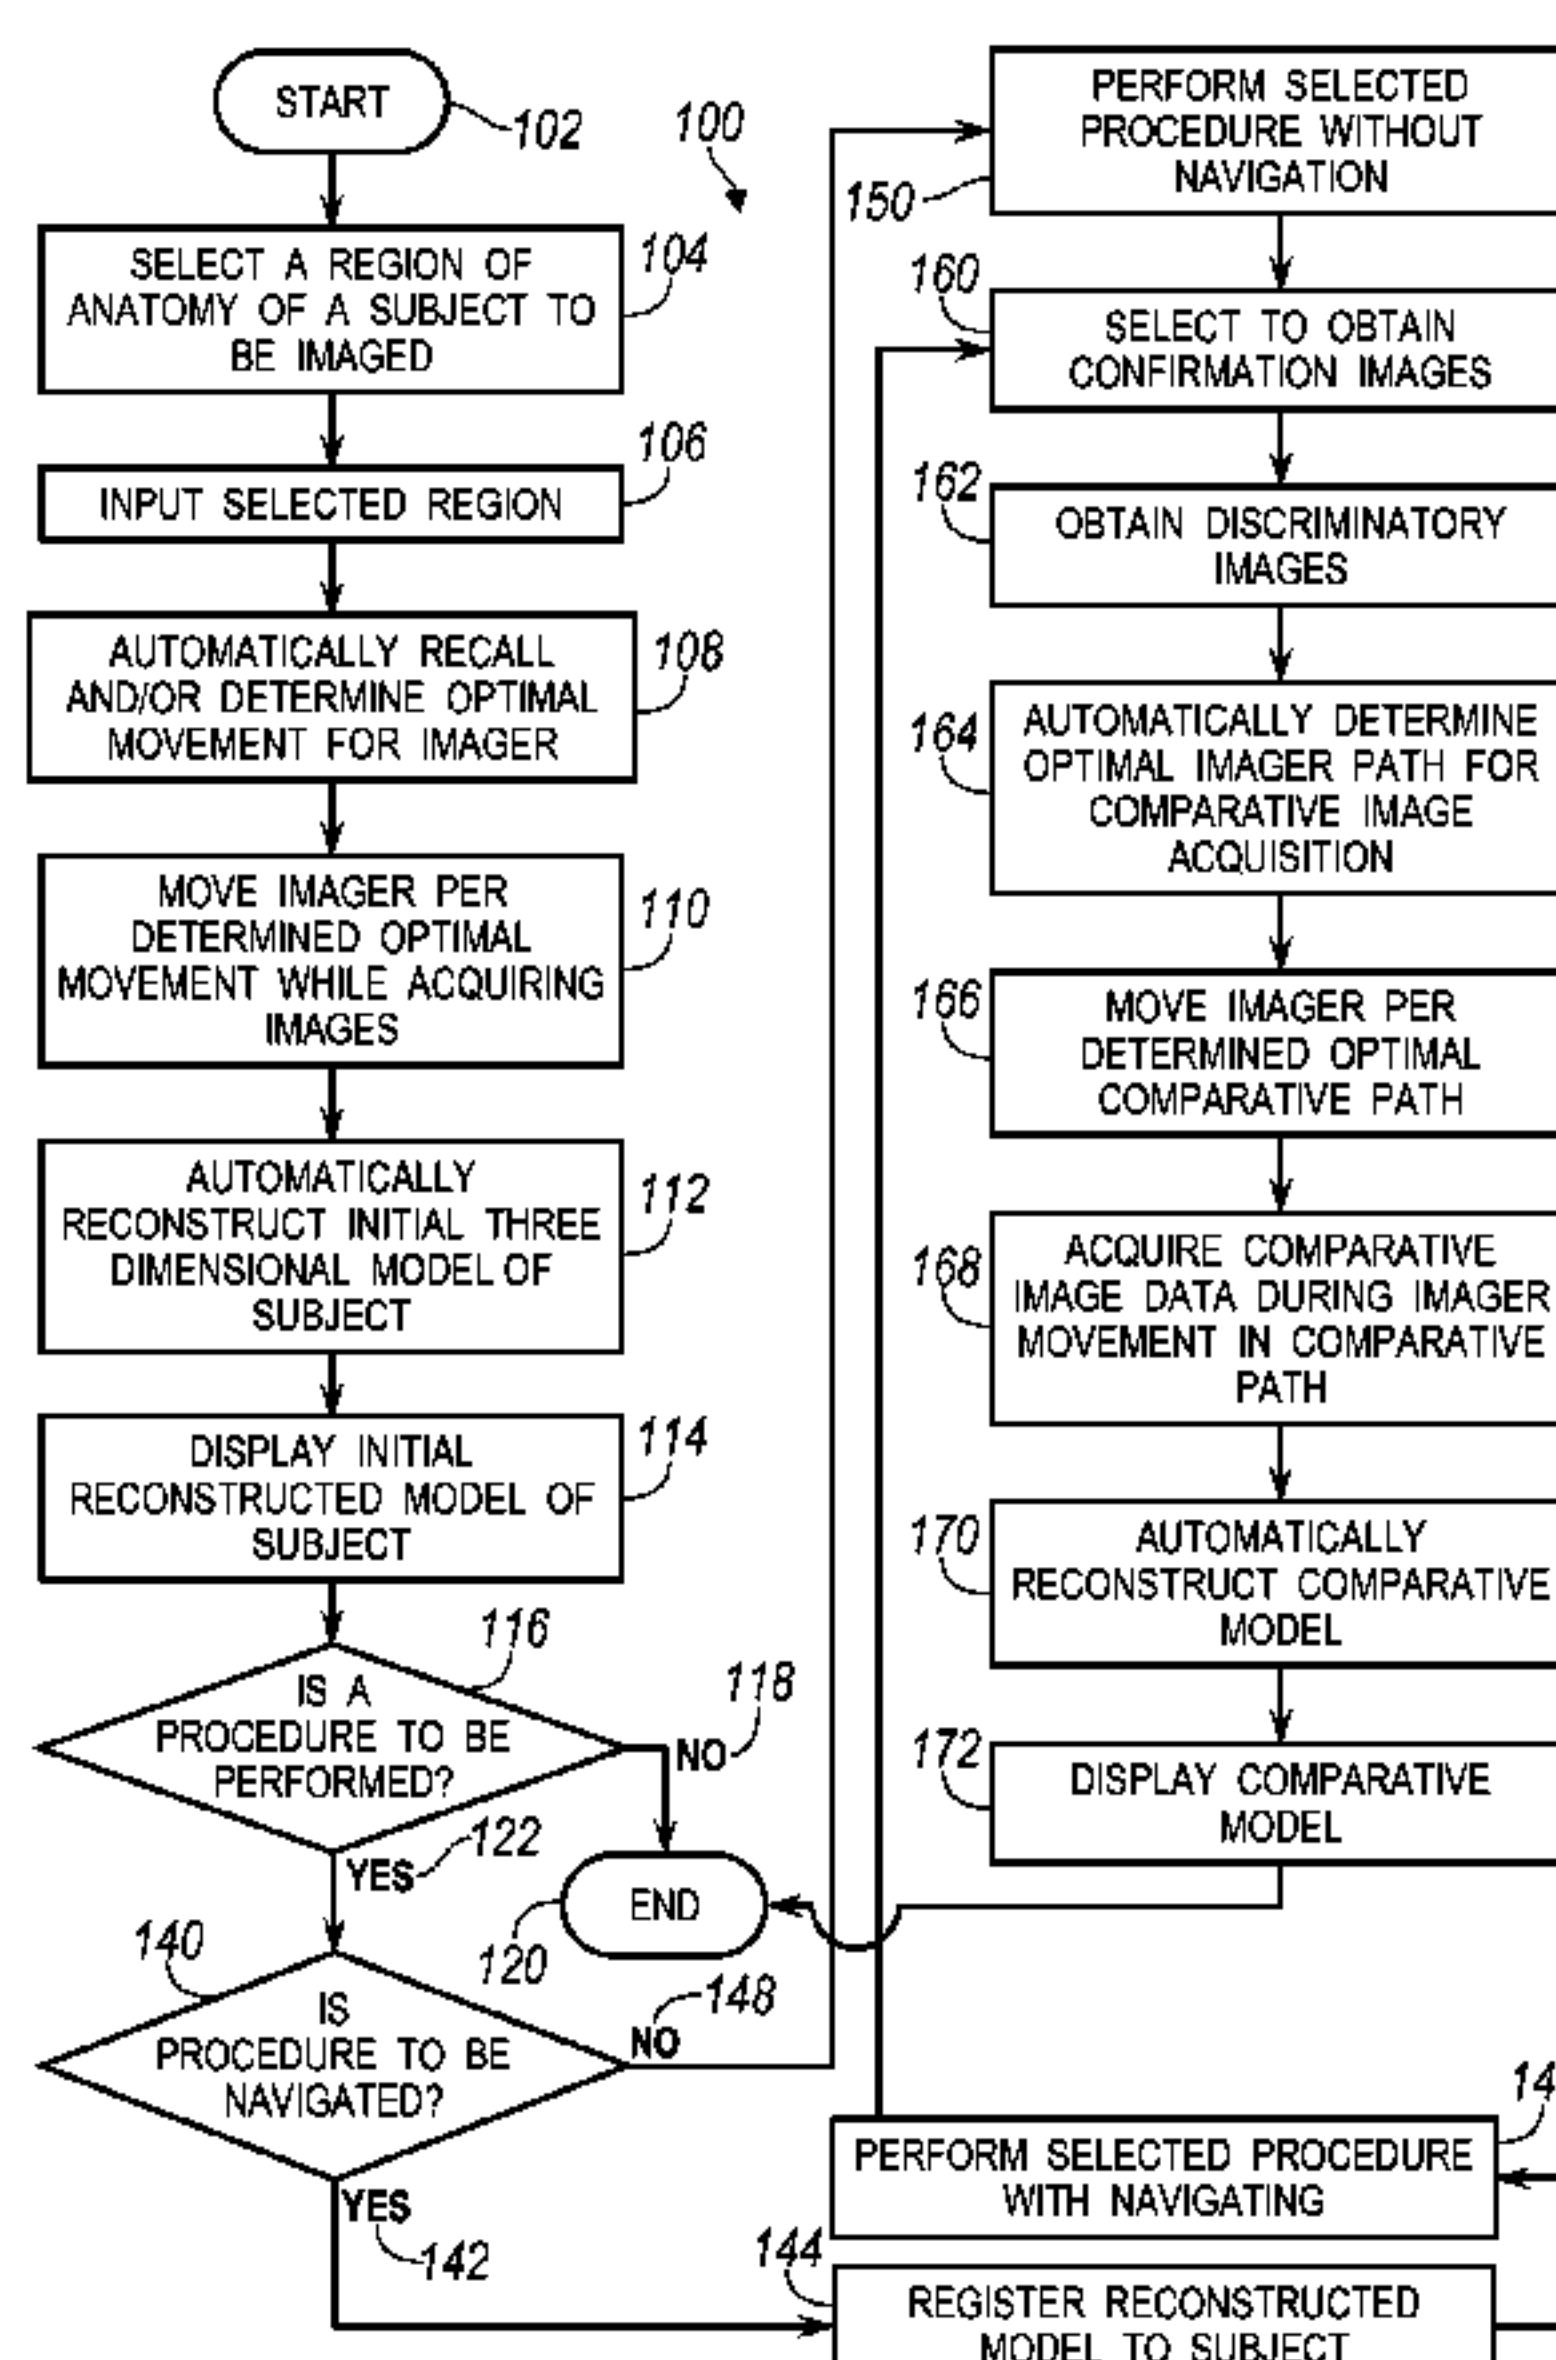 START
102
100
SELECT A REGION OF
ANATOMY OF A SUBJECT TO
BE IMAGED
104
INPUT SELECTED REGION
106
AUTOMATICALLY RECALL
AND/OR DETERMINE OPTIMAL
MOVEMENT FOR IMAGER
108
MOVE IMAGER PER
DETERMINED OPTIMAL
MOVEMENT WHILE ACQUIRING
IMAGES
110
AUTOMATICALLY
RECONSTRUCT INITIAL THREE
DIMENSIONAL MODEL OF
SUBJECT
112
DISPLAY INITIAL
RECONSTRUCTED MODEL OF
SUBJECT
114
IS A
PROCEDURE TO BE
PERFORMED?
116
NO
118
YES
122
END
120
IS
PROCEDURE TO BE
NAVIGATED?
140
NO
148
YES
142
PERFORM SELECTED
PROCEDURE WITHOUT
NAVIGATION
150
SELECT TO OBTAIN
CONFIRMATION IMAGES
160
OBTAIN DISCRIMINATORY
IMAGES
162
AUTOMATICALLY DETERMINE
OPTIMAL IMAGER PATH FOR
COMPARATIVE IMAGE
ACQUISITION
164
MOVE IMAGER PER
DETERMINED OPTIMAL
COMPARATIVE PATH
166
ACQUIRE COMPARATIVE
IMAGE DATA DURING IMAGER
MOVEMENT IN COMPARATIVE
PATH
168
AUTOMATICALLY
RECONSTRUCT COMPARATIVE
MODEL
170
DISPLAY COMPARATIVE
MODEL
172
PERFORM SELECTED PROCEDURE
WITH NAVIGATING
144
REGISTER RECONSTRUCTED
MODEL TO SUBJECT